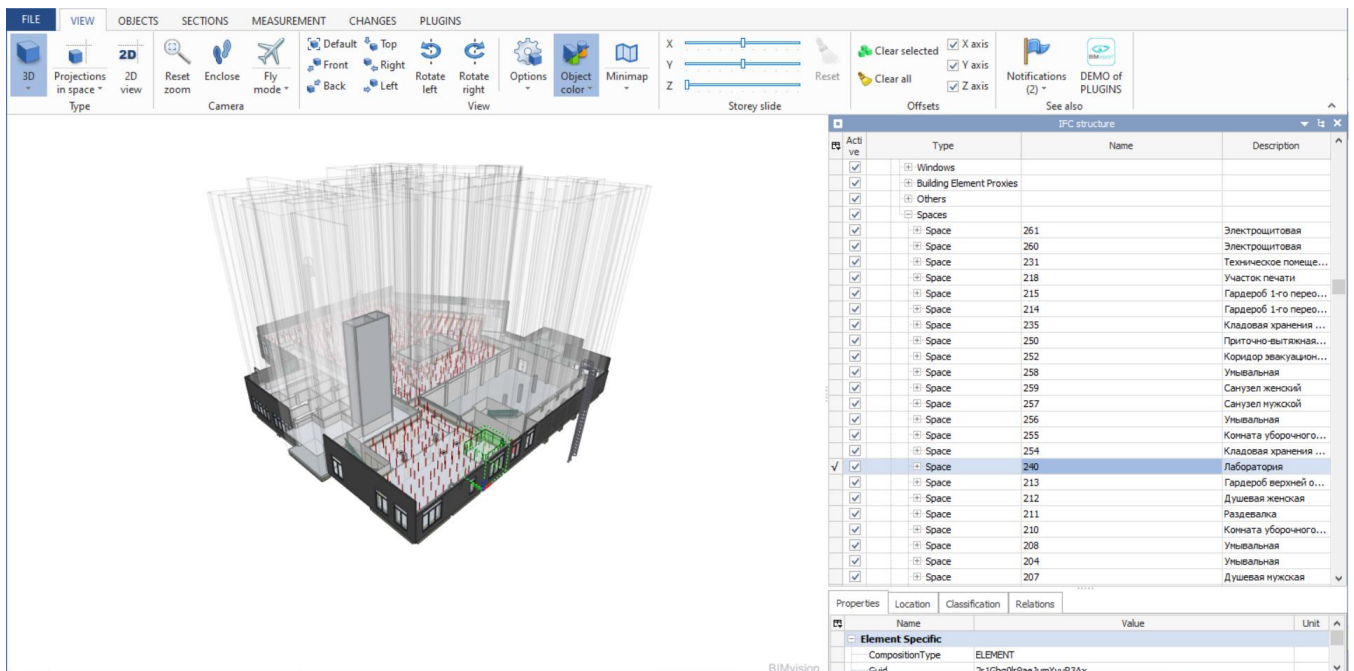 FILE VIEW OBJECTS SECTIONS MEASUREMENT CHANGES PLUGINS
3D
Projections in space
2D
2D view
Type
Reset zoom
Enclose
Fly mode
Camera
Default Top
Front Right
Back Left
Rotate left
Rotate right
Options
Object color
Minimap
View
X
Y
Z
Reset
Storey slide
Clear selected
Clear all
X axis
Y axis
Z axis
Offsets
Notifications (2)
DEMO of PLUGINS
See also
IFC structure
Active Type Name Description
Windows
Building Element Proxies
Others
Spaces
Space 261 Электрощитовая
Space 260 Электрощитовая
Space 231 Техническое помеще...
Space 218 Участок печати
Space 215 Гардероб 1-го перео...
Space 214 Гардероб 1-го перео...
Space 235 Кладовая хранения ...
Space 250 Приточно-вытяжная...
Space 252 Коридор эвакуацион...
Space 258 Умывальная
Space 259 Санузел женский
Space 257 Санузел мужской
Space 256 Умывальная
Space 255 Комната уборочного...
Space 254 Кладовая хранения ...
Space 240 Лаборатория
Space 213 Гардероб верхней о...
Space 212 Душевая женская
Space 211 Раздевалка
Space 210 Комната уборочного...
Space 208 Умывальная
Space 204 Умывальная
Space 207 Душевая мужская
Properties Location Classification Relations
Name Value Unit
Element Specific
CompositionType ELEMENT
Guid
BIMvision